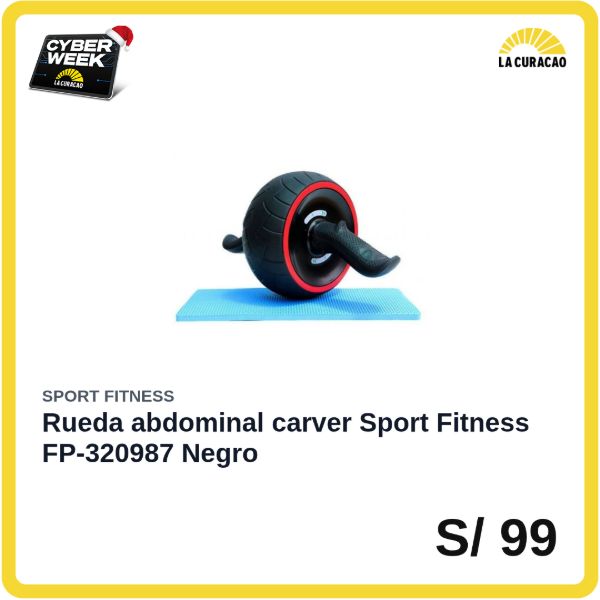 CYBER
WEEK
LA CURACAO
LA CURACAO
SPORT FITNESS
Rueda abdominal carver Sport Fitness
FP-320987 Negro
S/ 99